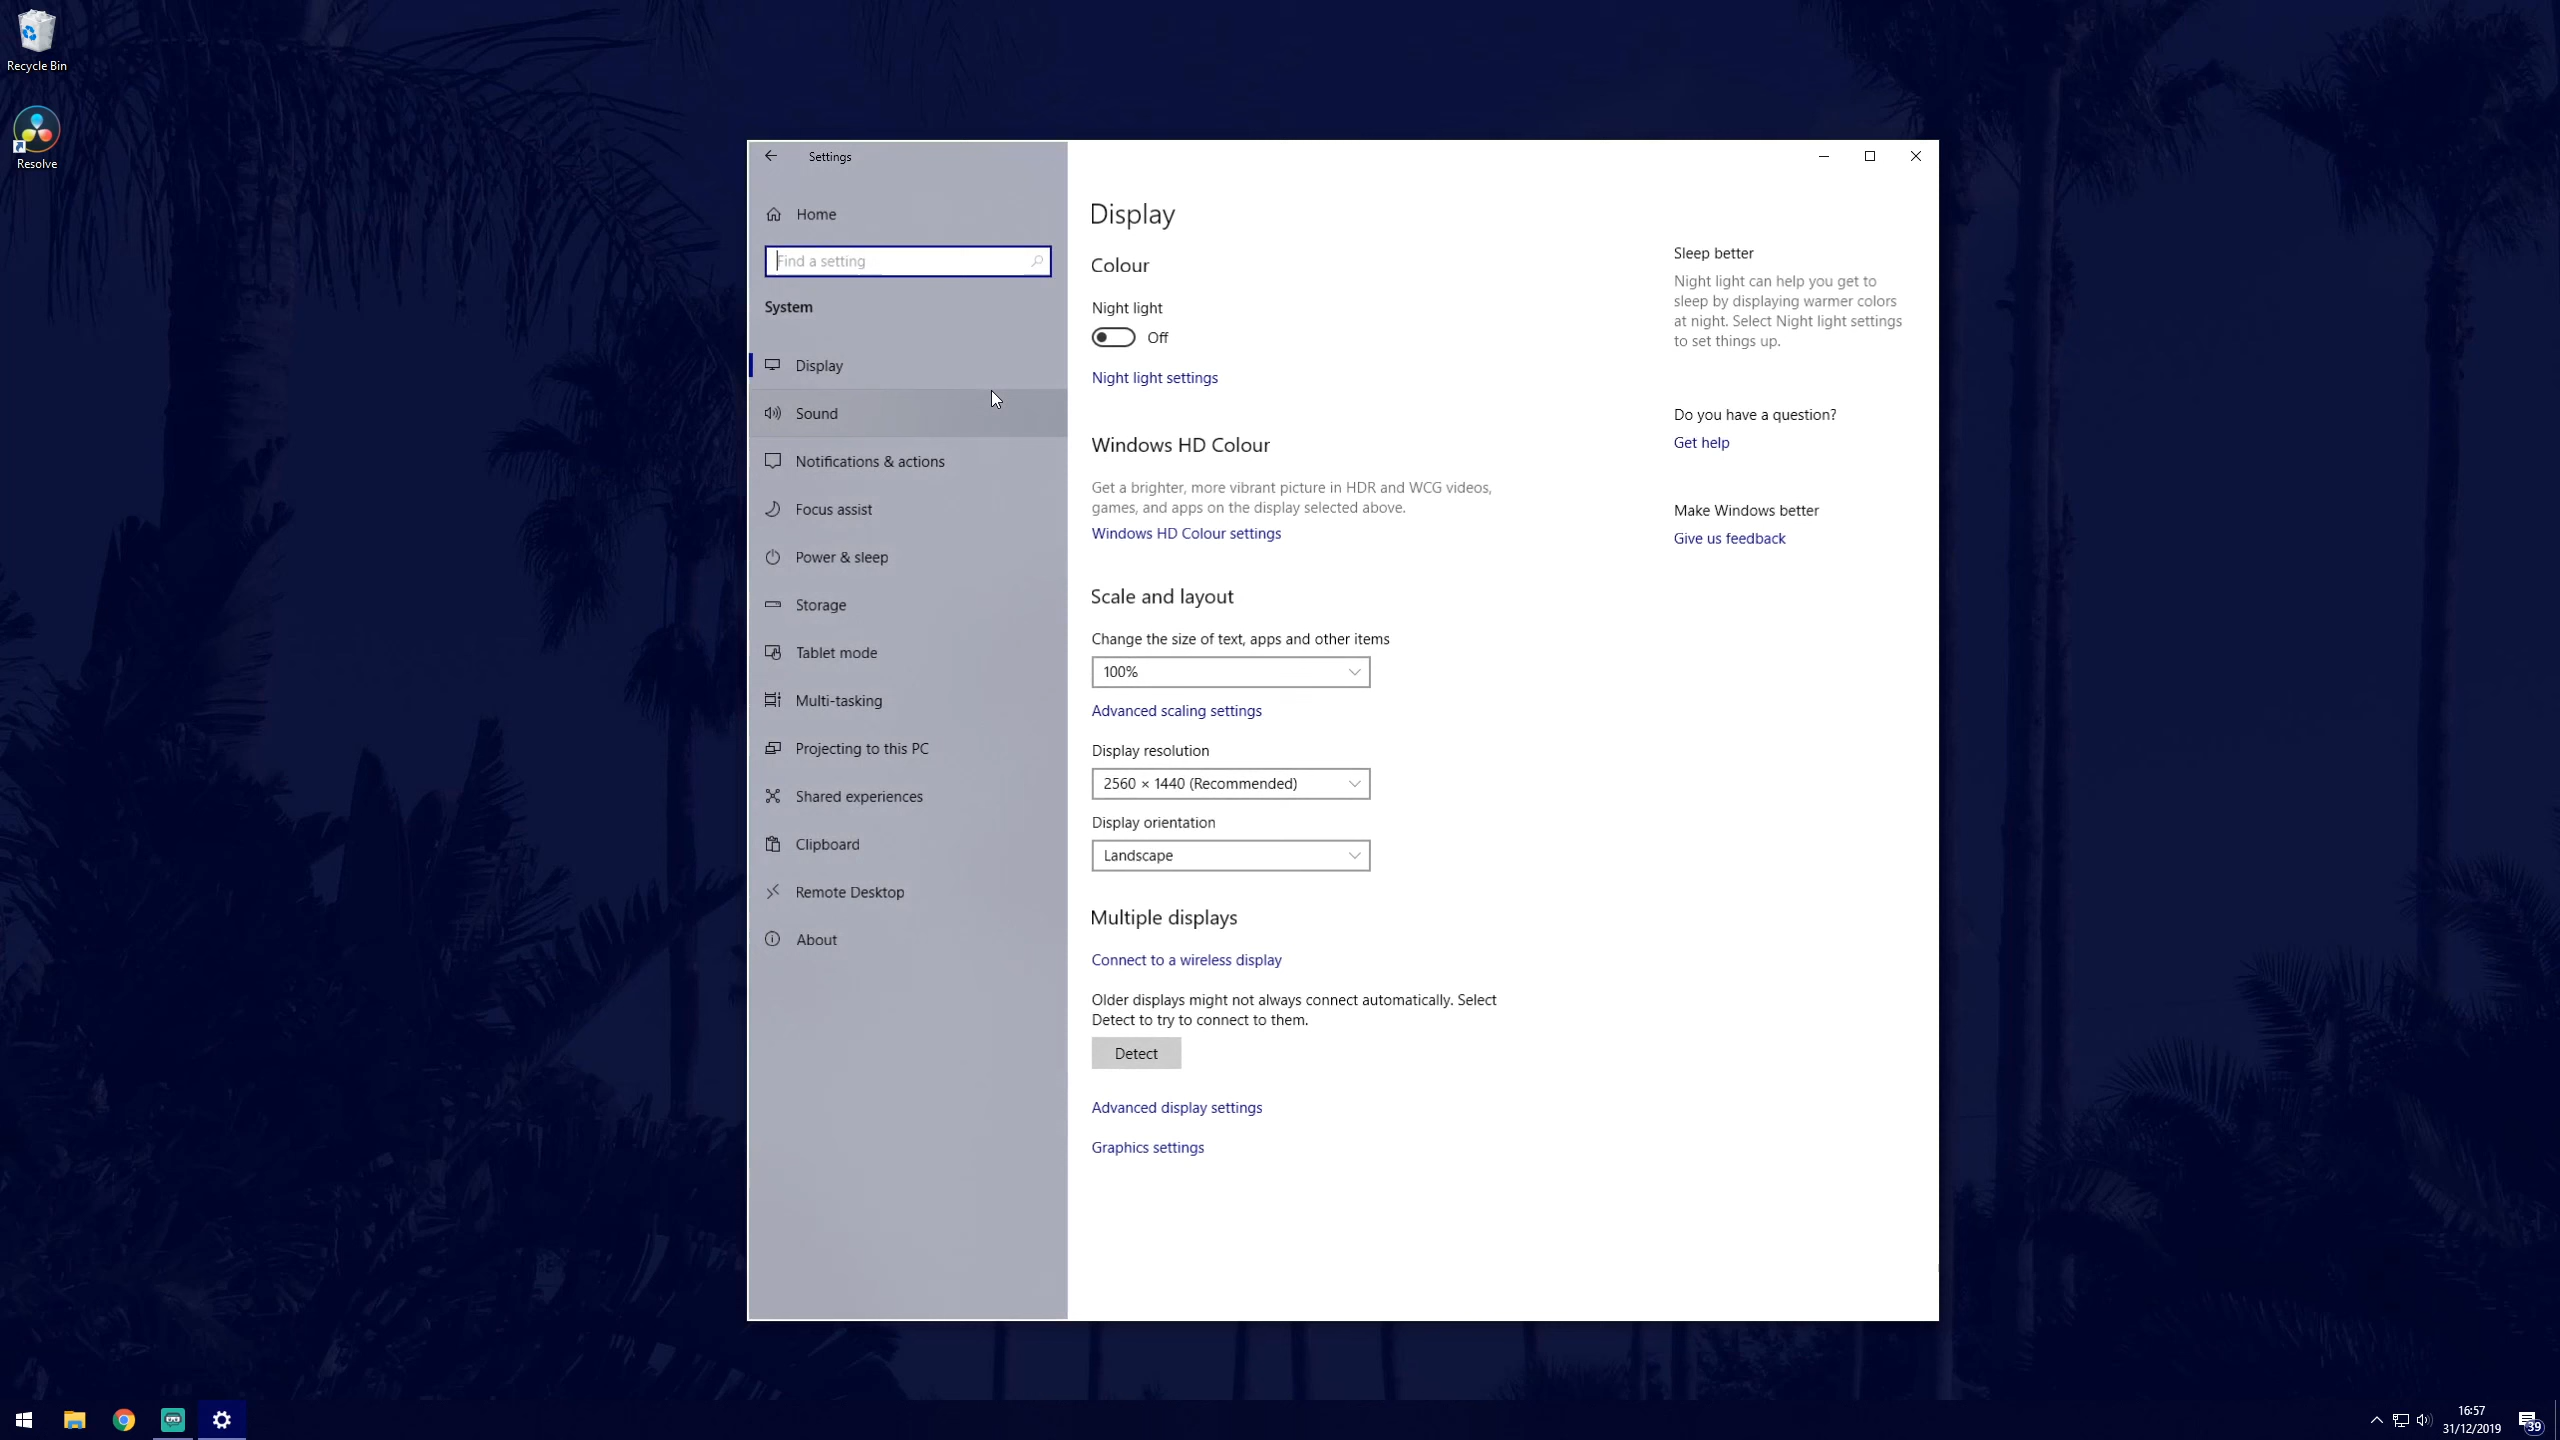 Recycle Bin
Resolve
Settings
Home
Find a setting
System
Display
Sound
Notifications & actions
Focus assist
Power & sleep
Storage
Tablet mode
Multi-tasking
Projecting to this PC
Shared experiences
Clipboard
Remote Desktop
About
Display
Colour
Night light
Off
Night light settings
Windows HD Colour
Get a brighter, more vibrant picture in HDR and WCG videos,
games, and apps on the display selected above.
Windows HD Colour settings
Scale and layout
Change the size of text, apps and other items
100%
Advanced scaling settings
Display resolution
2560 × 1440 (Recommended)
Display orientation
Landscape
Multiple displays
Connect to a wireless display
Older displays might not always connect automatically. Select
Detect to try to connect to them.
Detect
Advanced display settings
Graphics settings
Sleep better
Night light can help you get to
sleep by displaying warmer colors
at night. Select Night light settings
to set things up.
Do you have a question?
Get help
Make Windows better
Give us feedback
16:57
31/12/2019
39